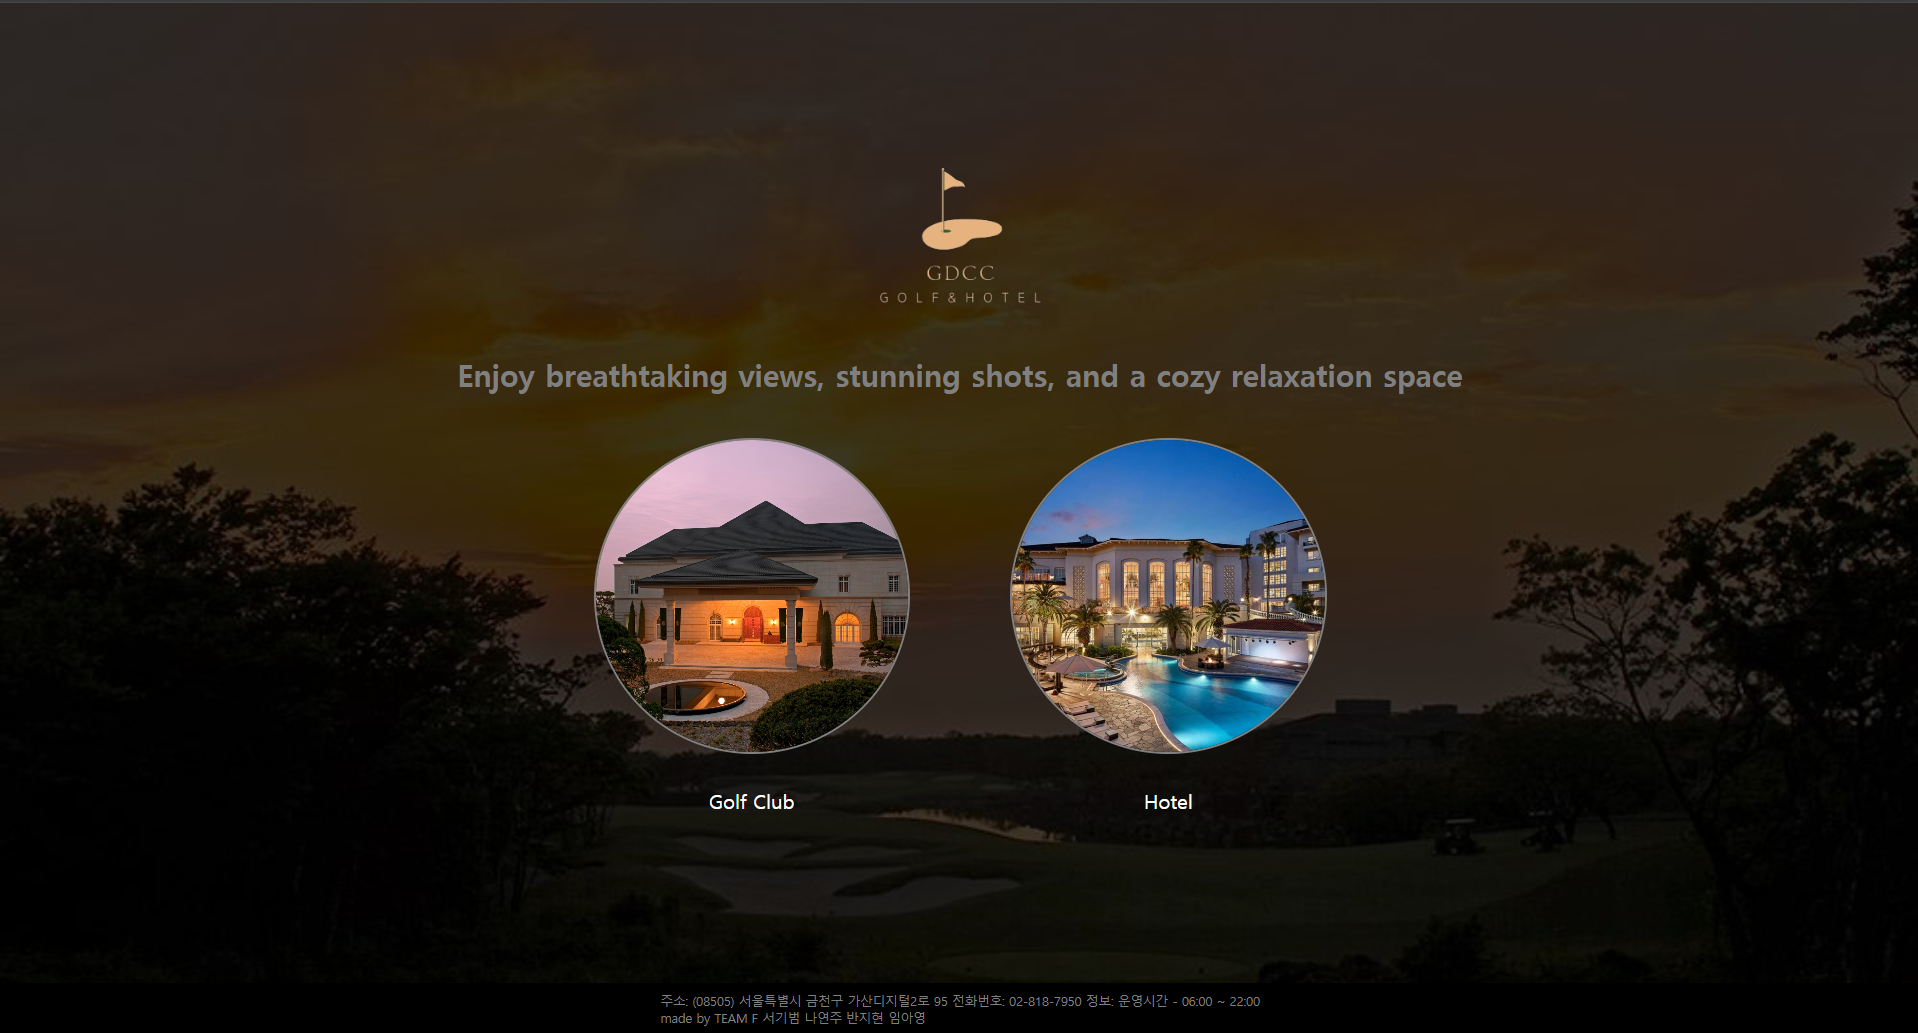 GDCC
GOLF&HOTEL
Enjoy breathtaking views, stunning shots, and a cozy relaxation space
Golf Club
Hotel
주소: (08505) 서울특별시 금천구 가산디지털2로 95 전화번호: 02-818-7950 정보: 운영시간 - 06:00 ~ 22:00
made by TEAM F 서기범 나연주 반지현 임아영